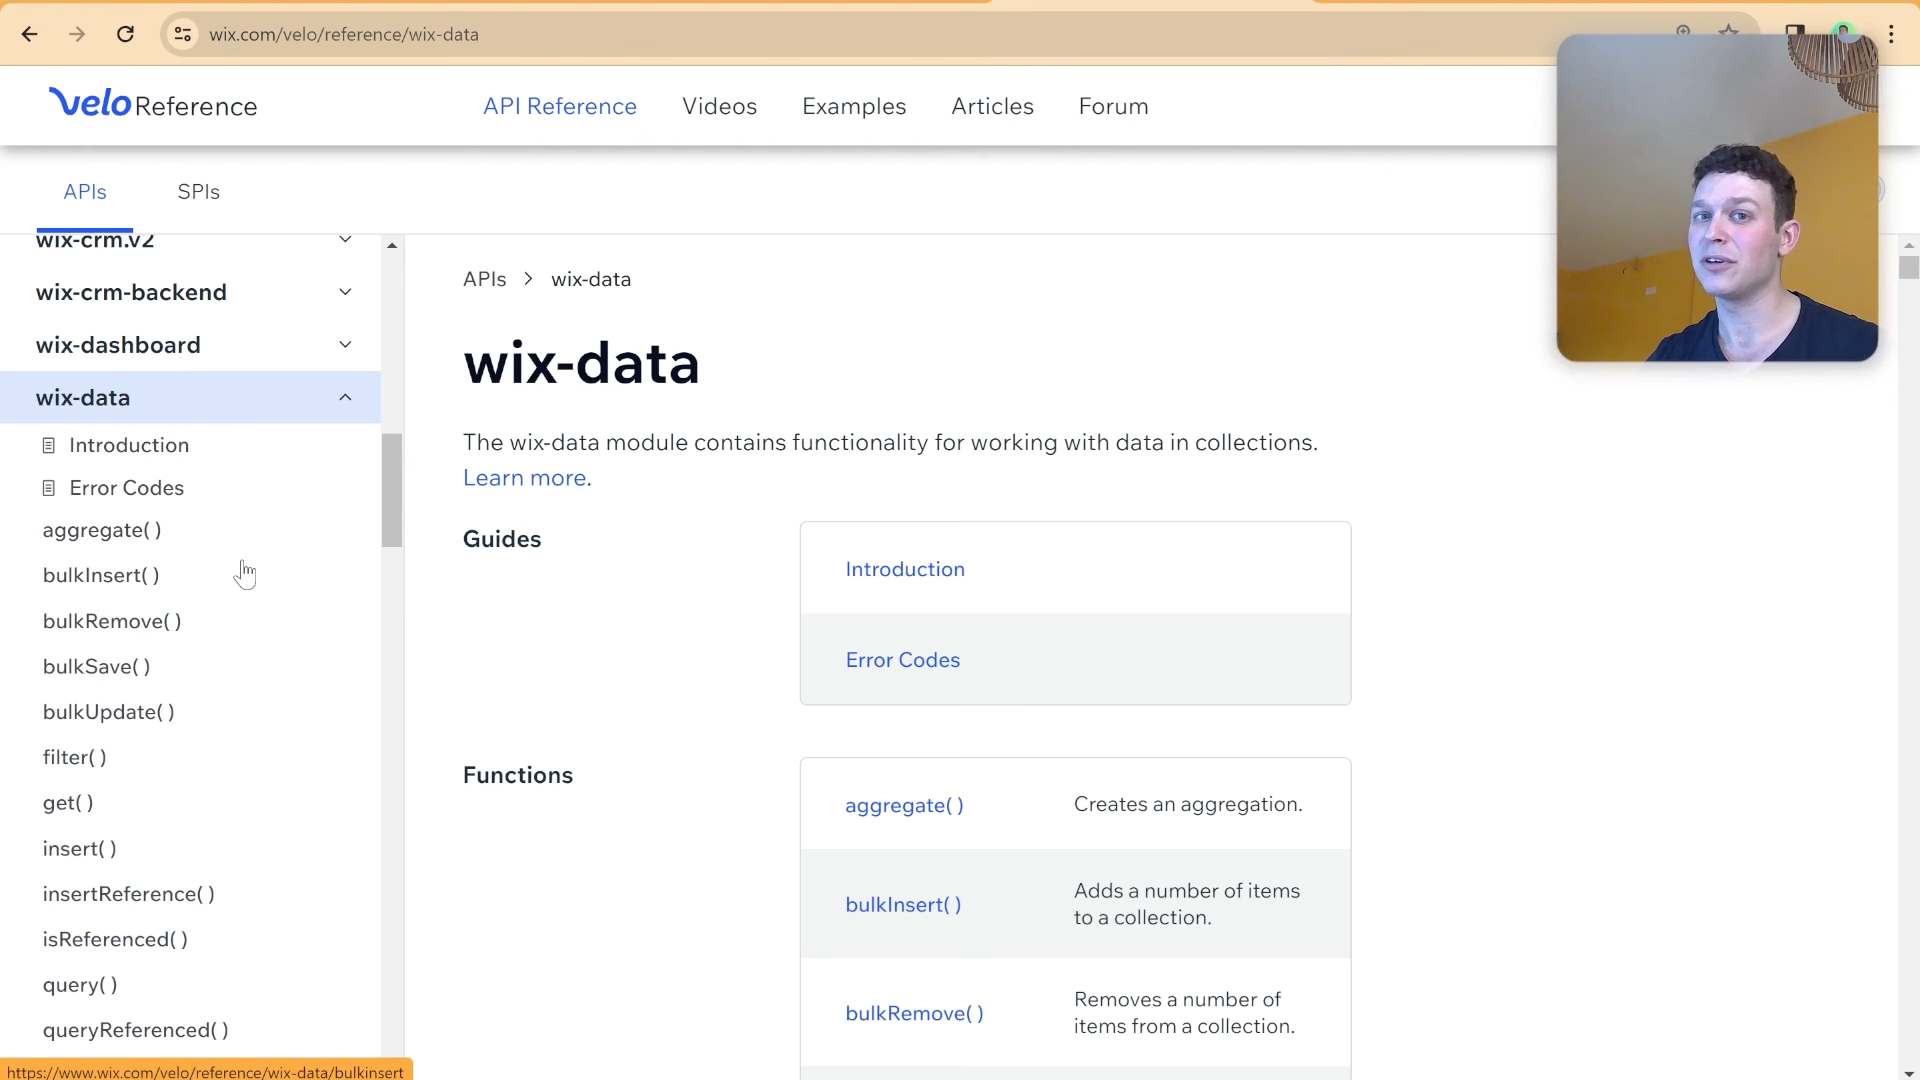 wix.com/velo/reference/wix-data
velo Reference
API Reference
Videos
Examples
Articles
Forum
APIs
SPIs
wix-crm.v2
wix-crm-backend
wix-dashboard
wix-data
Introduction
Error Codes
aggregate( )
bulkInsert( )
bulkRemove( )
bulkSave( )
bulkUpdate( )
filter( )
get( )
insert( )
insertReference( )
isReferenced( )
query( )
queryReferenced( )
https://www.wix.com/velo/reference/wix-data/bulkinsert
APIs > wix-data
wix-data
The wix-data module contains functionality for working with data in collections.
Learn more.
Guides
Introduction
Error Codes
Functions
aggregate( )
Creates an aggregation.
bulkInsert( )
Adds a number of items
to a collection.
bulkRemove( )
Removes a number of
items from a collection.